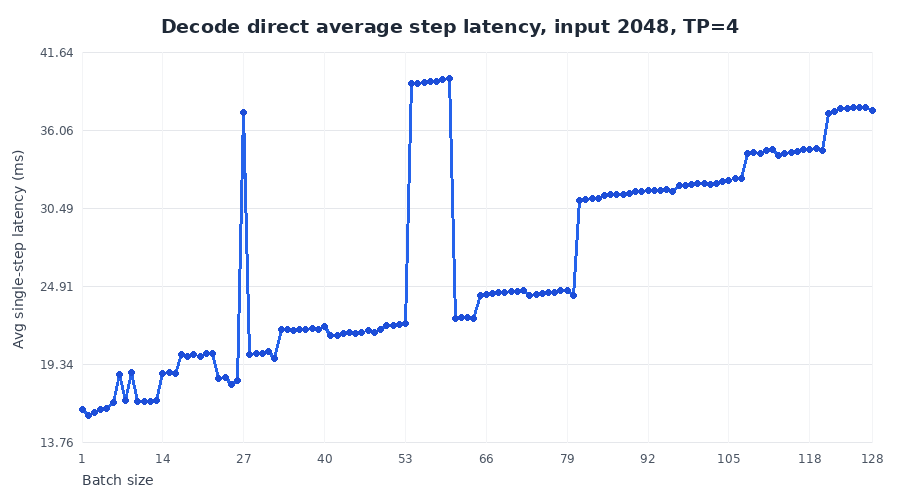 Decode direct average step latency, input 2048, TP=4
Avg single-step latency (ms)
41.64
36.06
30.49
24.91
19.34
13.76
1 14 27 40 53 66 79 92 105 118 128
Batch size